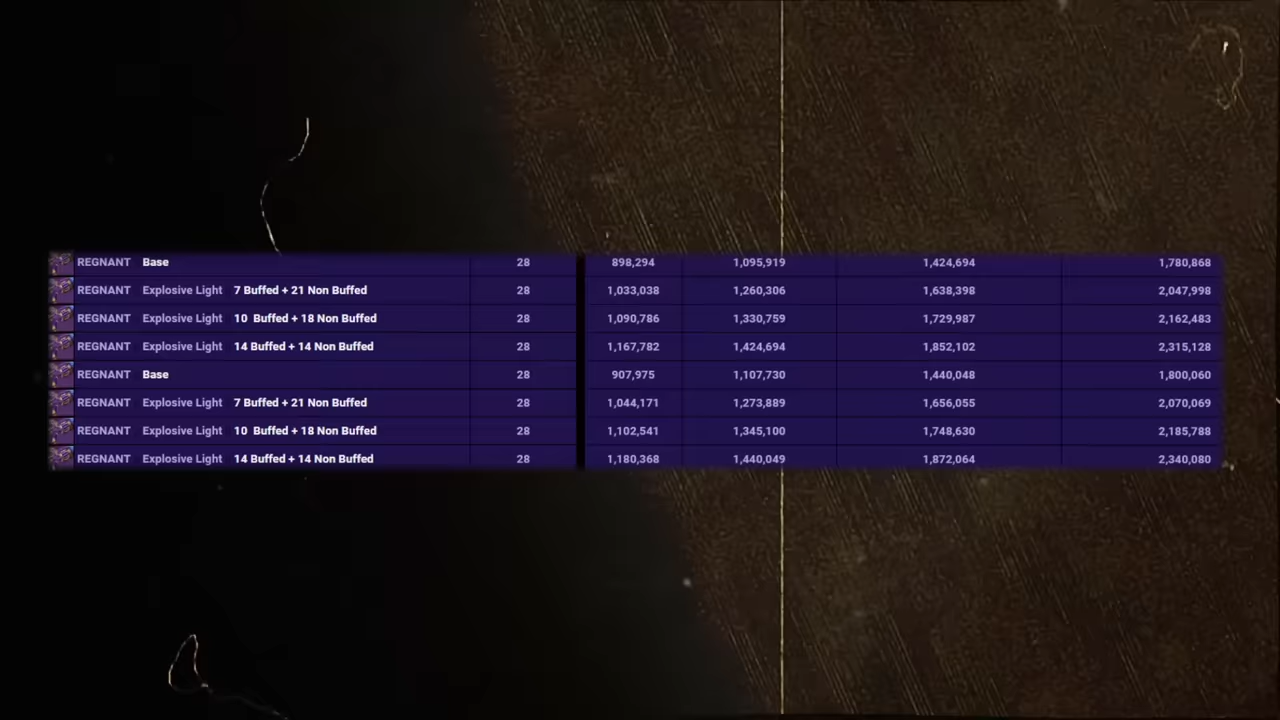 REGNANT Base 28 898,294 1,095,919 1,424,694 1,780,868
REGNANT Explosive Light 7 Buffed + 21 Non Buffed 28 1,033,038 1,260,306 1,638,398 2,047,998
REGNANT Explosive Light 10 Buffed + 18 Non Buffed 28 1,090,786 1,330,759 1,729,987 2,162,483
REGNANT Explosive Light 14 Buffed + 14 Non Buffed 28 1,167,782 1,424,694 1,852,102 2,315,128
REGNANT Base 28 907,975 1,107,730 1,440,048 1,800,060
REGNANT Explosive Light 7 Buffed + 21 Non Buffed 28 1,044,171 1,273,889 1,656,055 2,070,069
REGNANT Explosive Light 10 Buffed + 18 Non Buffed 28 1,102,541 1,345,100 1,748,630 2,185,788
REGNANT Explosive Light 14 Buffed + 14 Non Buffed 28 1,180,368 1,440,049 1,872,064 2,340,080